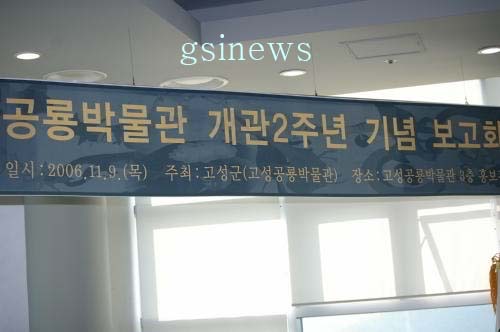 gsinews
공룡박물관 개관2주년 기념 보고회
일시:2006.11.9.(목) 주최:고성군(고성공룡박물관) 장소:고성공룡박물관 홍보